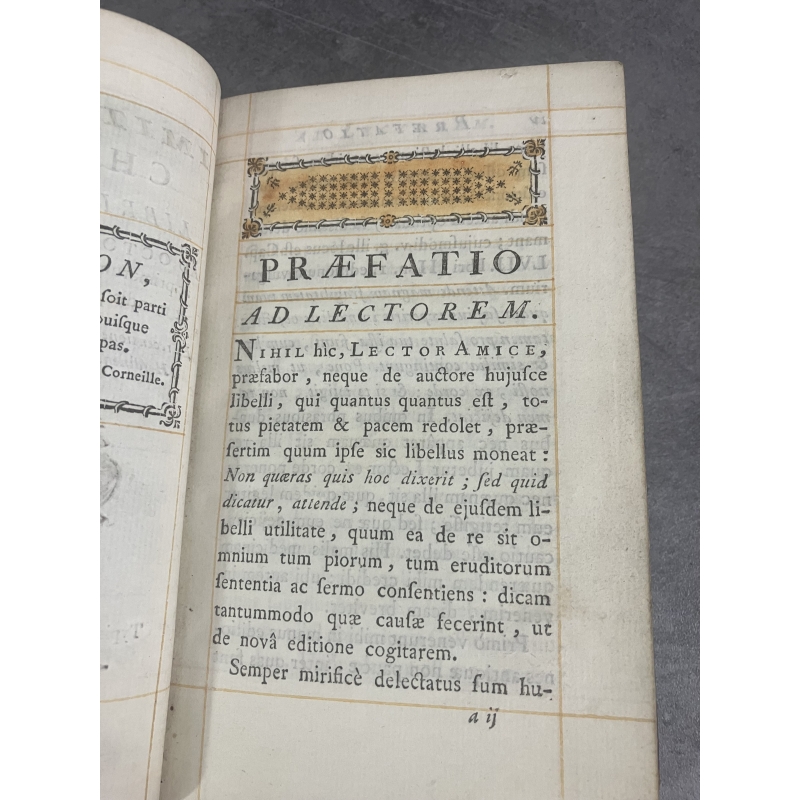 ON,
soit parti
puisque
pas.
Corneille.
PRÆFATIO
AD LECTOREM.
NIHIL hîc, LECTOR AMICE,
præfabor, neque de auctore hujusce
libelli, qui quantus quantus est, to-
tus pietatem & pacem redolet, præ-
sertim quum ipse sic libellus moneat:
Non quæras quis hoc dixerit; sed quid
dicatur, attende; neque de ejusdem li-
belli utilitate, quum ea de re sit o-
mnium tum piorum, tum eruditorum
sententia ac sermo consentiens: dicam
tantummodo quæ causæ fecerint, ut
de novâ editione cogitarem.
Semper mirificè delectatus sum hu-
a ij